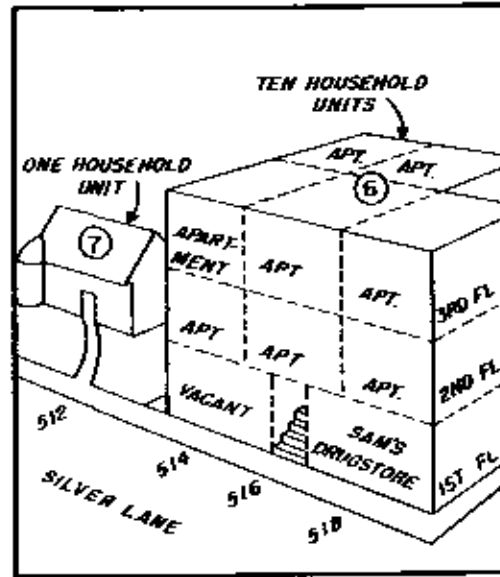 TEN HOUSEHOLD
UNITS
APT. APT.
6
ONE HOUSEHOLD
UNIT
7
APART-
MENT
APT
APT.
3RD FL
APT
APT
APT.
2ND FL
VACANT
SAM'S
DRUGSTORE
1ST FL
512
514
516
518
SILVER LANE